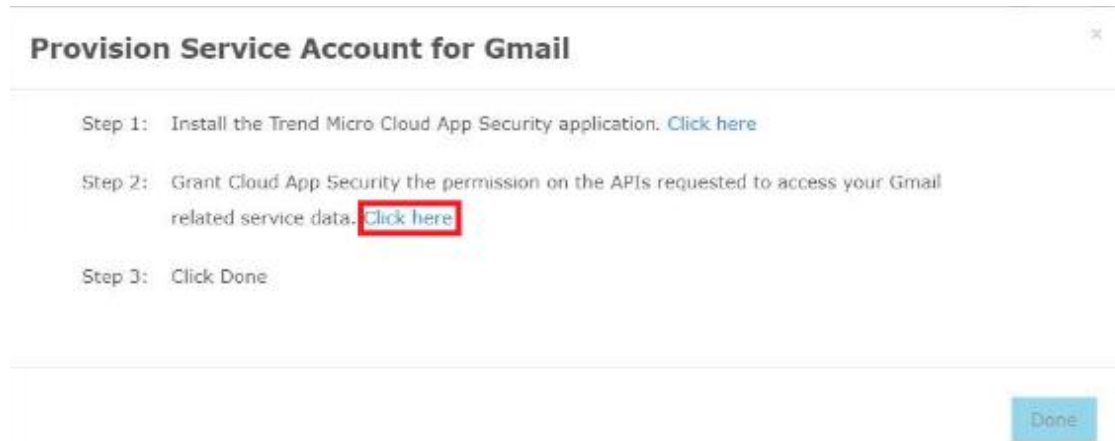 Provision Service Account for Gmail
×
Step 1: Install the Trend Micro Cloud App Security application. Click here
Step 2: Grant Cloud App Security the permission on the APIs requested to access your Gmail
related service data. Click here
Step 3: Click Done
Done